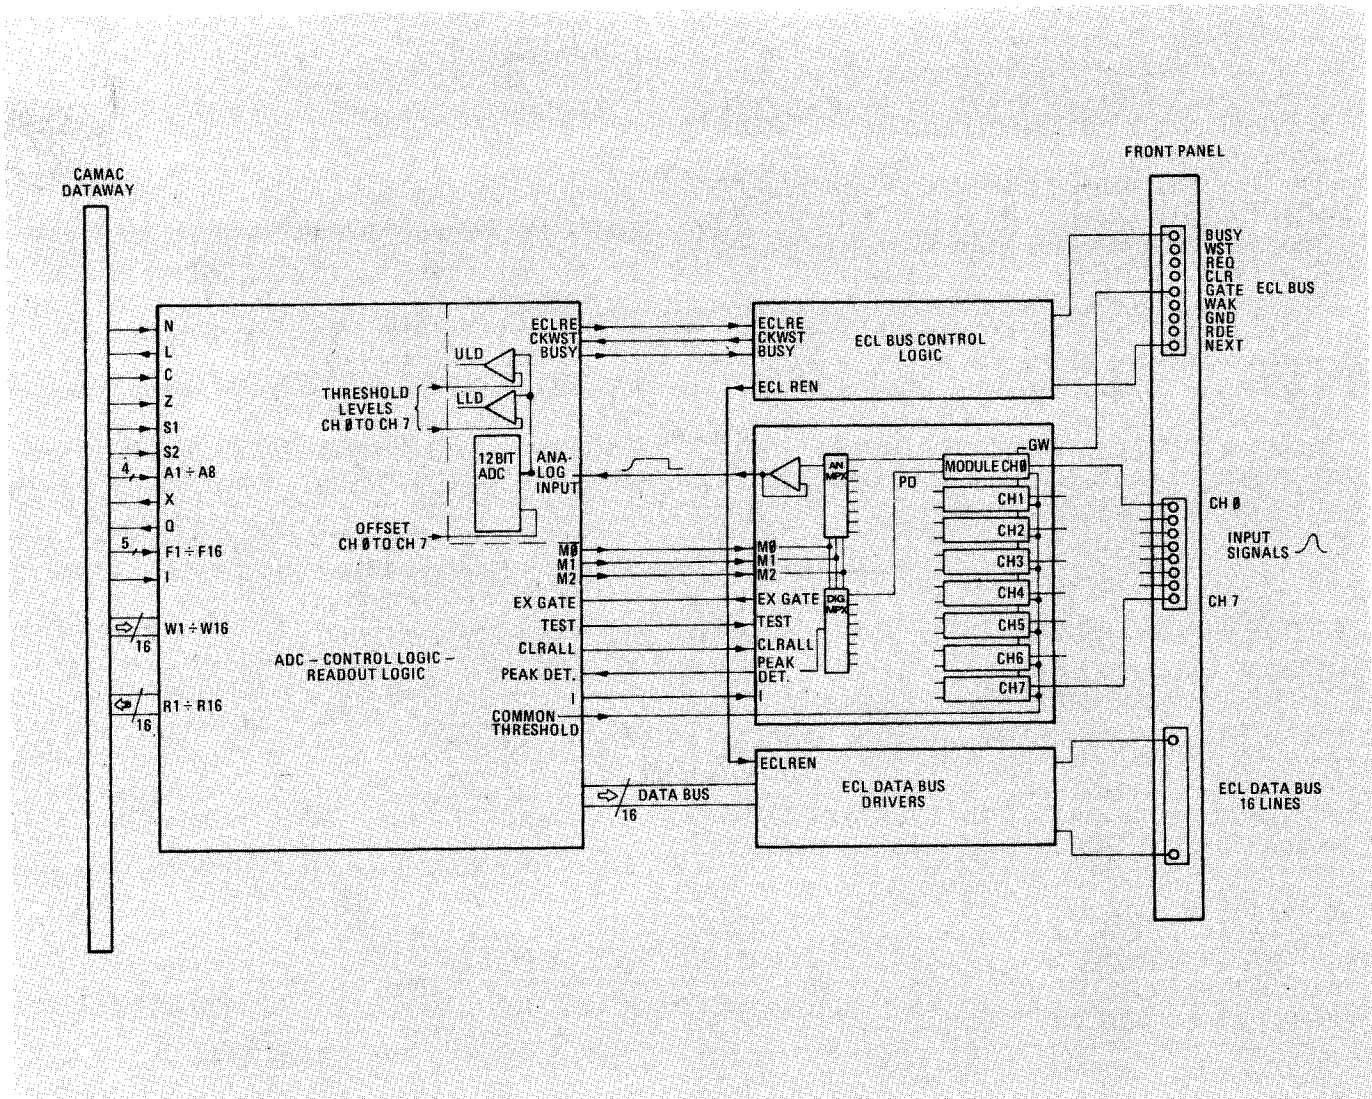 FRONT PANEL
CAMAC
DATAWAY
N
L
C
Z
S1
S2
4
A1 ÷ A8
X
Q
5
F1 ÷ F16
I
W1 ÷ W16
16
R1 ÷ R16
16
ULD
LLD
THRESHOLD
LEVELS
CH Ø TO CH 7
12 BIT
ADC
ANA-
LOG
INPUT
OFFSET
CH Ø TO CH 7
ADC – CONTROL LOGIC –
READOUT LOGIC
ECLRE
CKWST
BUSY
MØ
M1
M2
EX GATE
TEST
CLRALL
PEAK DET.
I
COMMON
THRESHOLD
DATA BUS
16
ECLRE
CKWST
BUSY
ECL REN
ECL BUS CONTROL
LOGIC
AN
MPX
PD
GW
MODULE CHØ
CH1
CH2
CH3
CH4
CH5
CH6
CH7
MØ
M1
M2
EX GATE
DIG
MPX
TEST
CLRALL
PEAK
DET.
I
ECLREN
ECL DATA BUS
DRIVERS
BUSY
WST
REQ
CLR
GATE
WAK
GND
RDE
NEXT
ECL BUS
CH Ø
INPUT
SIGNALS
CH 7
ECL DATA BUS
16 LINES